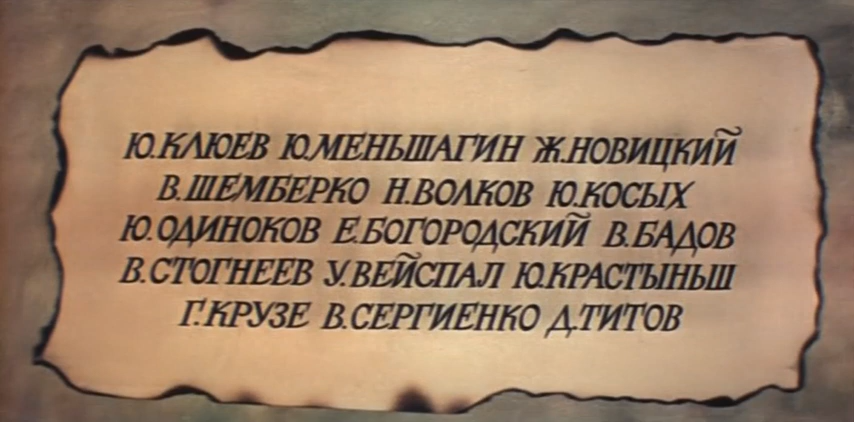 Ю.КЛЮЕВ Ю.МЕНЬШАГИН Ж.НОВИЦКИЙ
В.ШЕМБЕРКО Н.ВОЛКОВ Ю.КОСЫХ
Ю.ОДИНОКОВ Е.БОГОРОДСКИЙ В.БАДОВ
В.СТОГНЕЕВ У.ВЕЙСПАЛ Ю.КРАСТЫНЬШ
Г.КРУЗЕ В.СЕРГИЕНКО Д.ТИТОВ